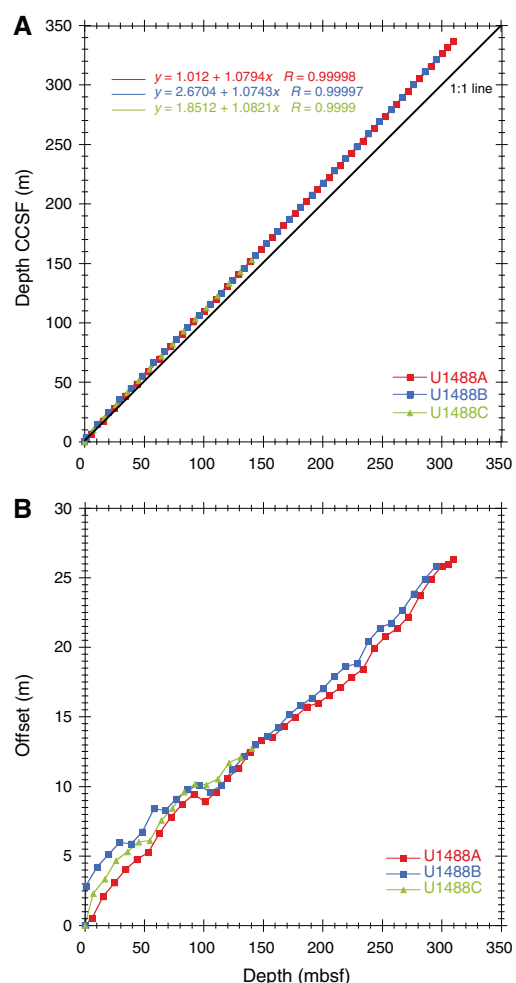 A
350
300
250
200
150
100
50
0
Depth CCSF (m)
y = 1.012 + 1.0794x R = 0.99998
y = 2.6704 + 1.0743x R = 0.99997
y = 1.8512 + 1.0821x R = 0.9999
1:1 line
U1488A
U1488B
U1488C
0 50 100 150 200 250 300 350
B
30
25
20
15
10
5
0
Offset (m)
U1488A
U1488B
U1488C
0 50 100 150 200 250 300 350
Depth (mbsf)